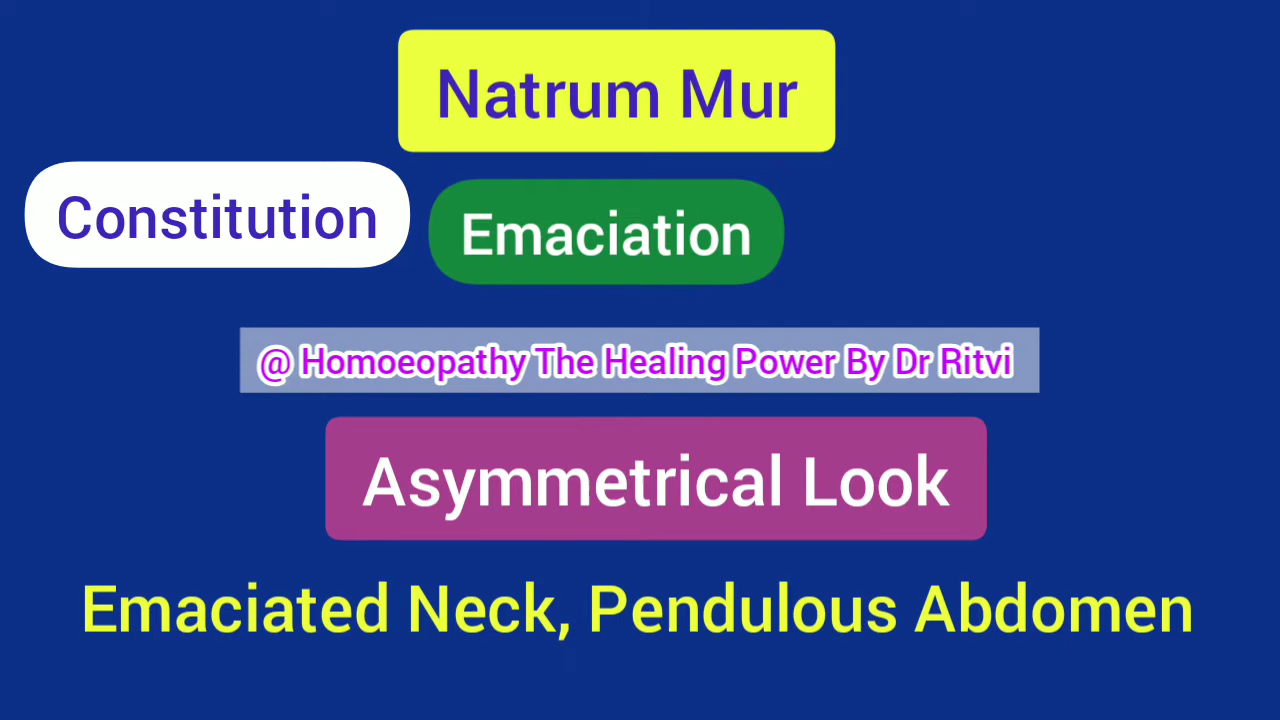 Natrum Mur
Constitution
Emaciation
@ Homoeopathy The Healing Power By Dr Ritvi
Asymmetrical Look
Emaciated Neck, Pendulous Abdomen